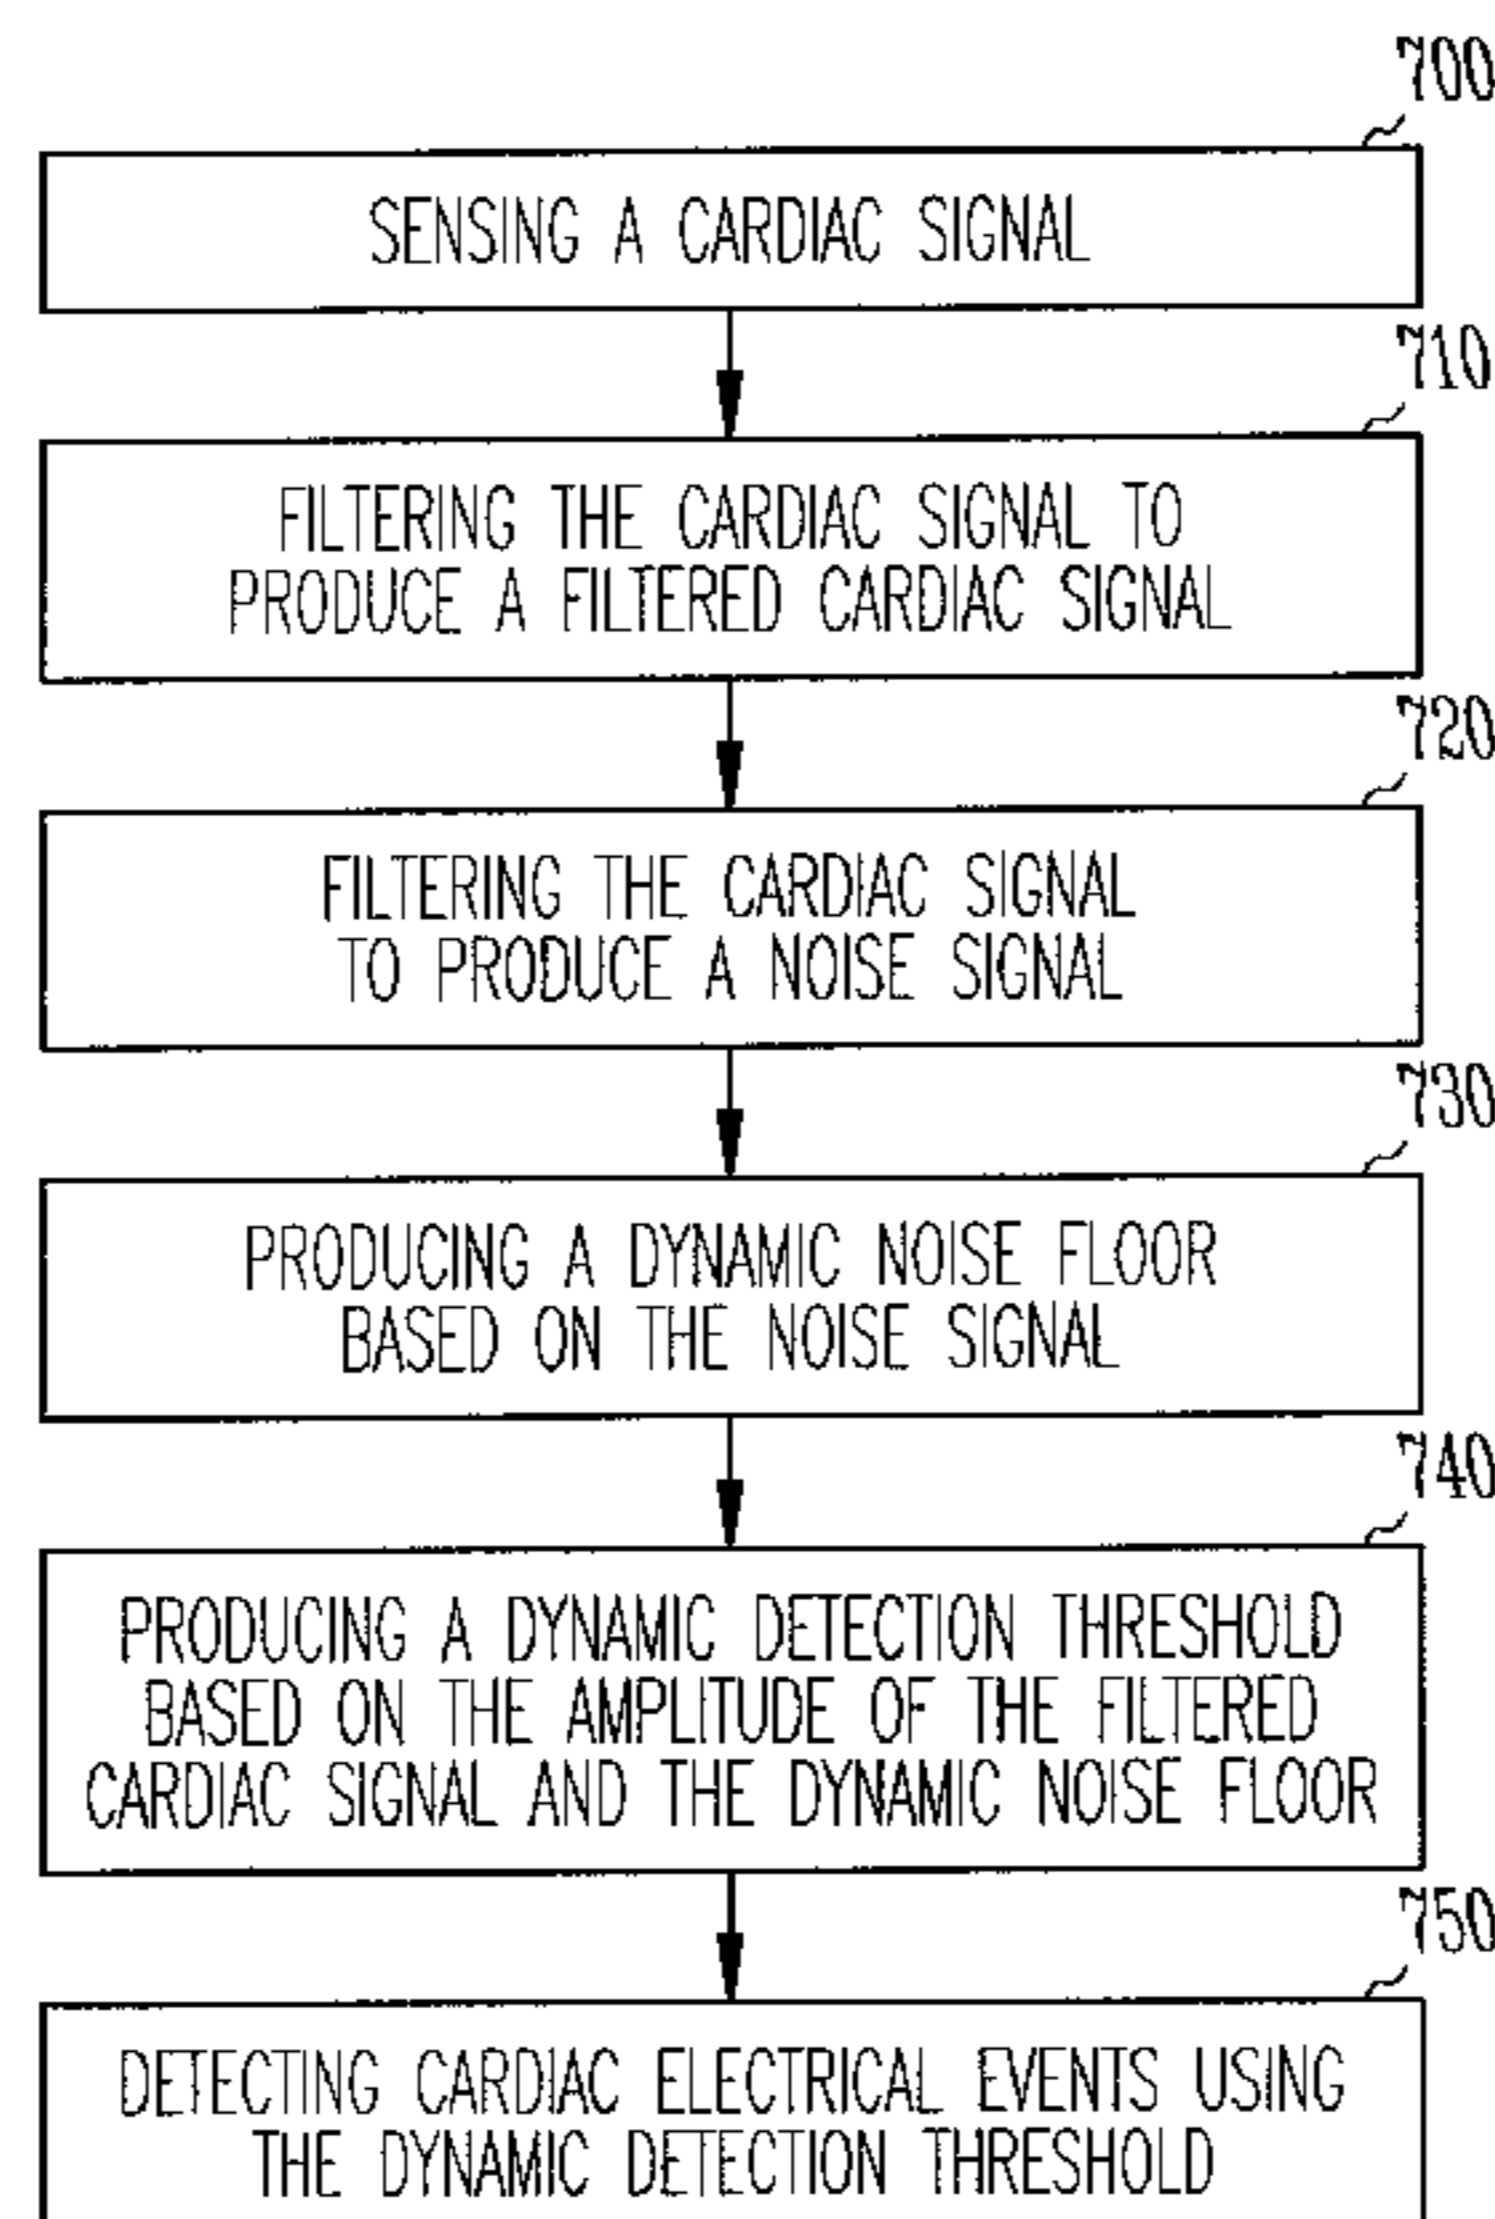 700
SENSING A CARDIAC SIGNAL
710
FILTERING THE CARDIAC SIGNAL TO
PRODUCE A FILTERED CARDIAC SIGNAL
720
FILTERING THE CARDIAC SIGNAL
TO PRODUCE A NOISE SIGNAL
730
PRODUCING A DYNAMIC NOISE FLOOR
BASED ON THE NOISE SIGNAL
740
PRODUCING A DYNAMIC DETECTION THRESHOLD
BASED ON THE AMPLITUDE OF THE FILTERED
CARDIAC SIGNAL AND THE DYNAMIC NOISE FLOOR
750
DETECTING CARDIAC ELECTRICAL EVENTS USING
THE DYNAMIC DETECTION THRESHOLD